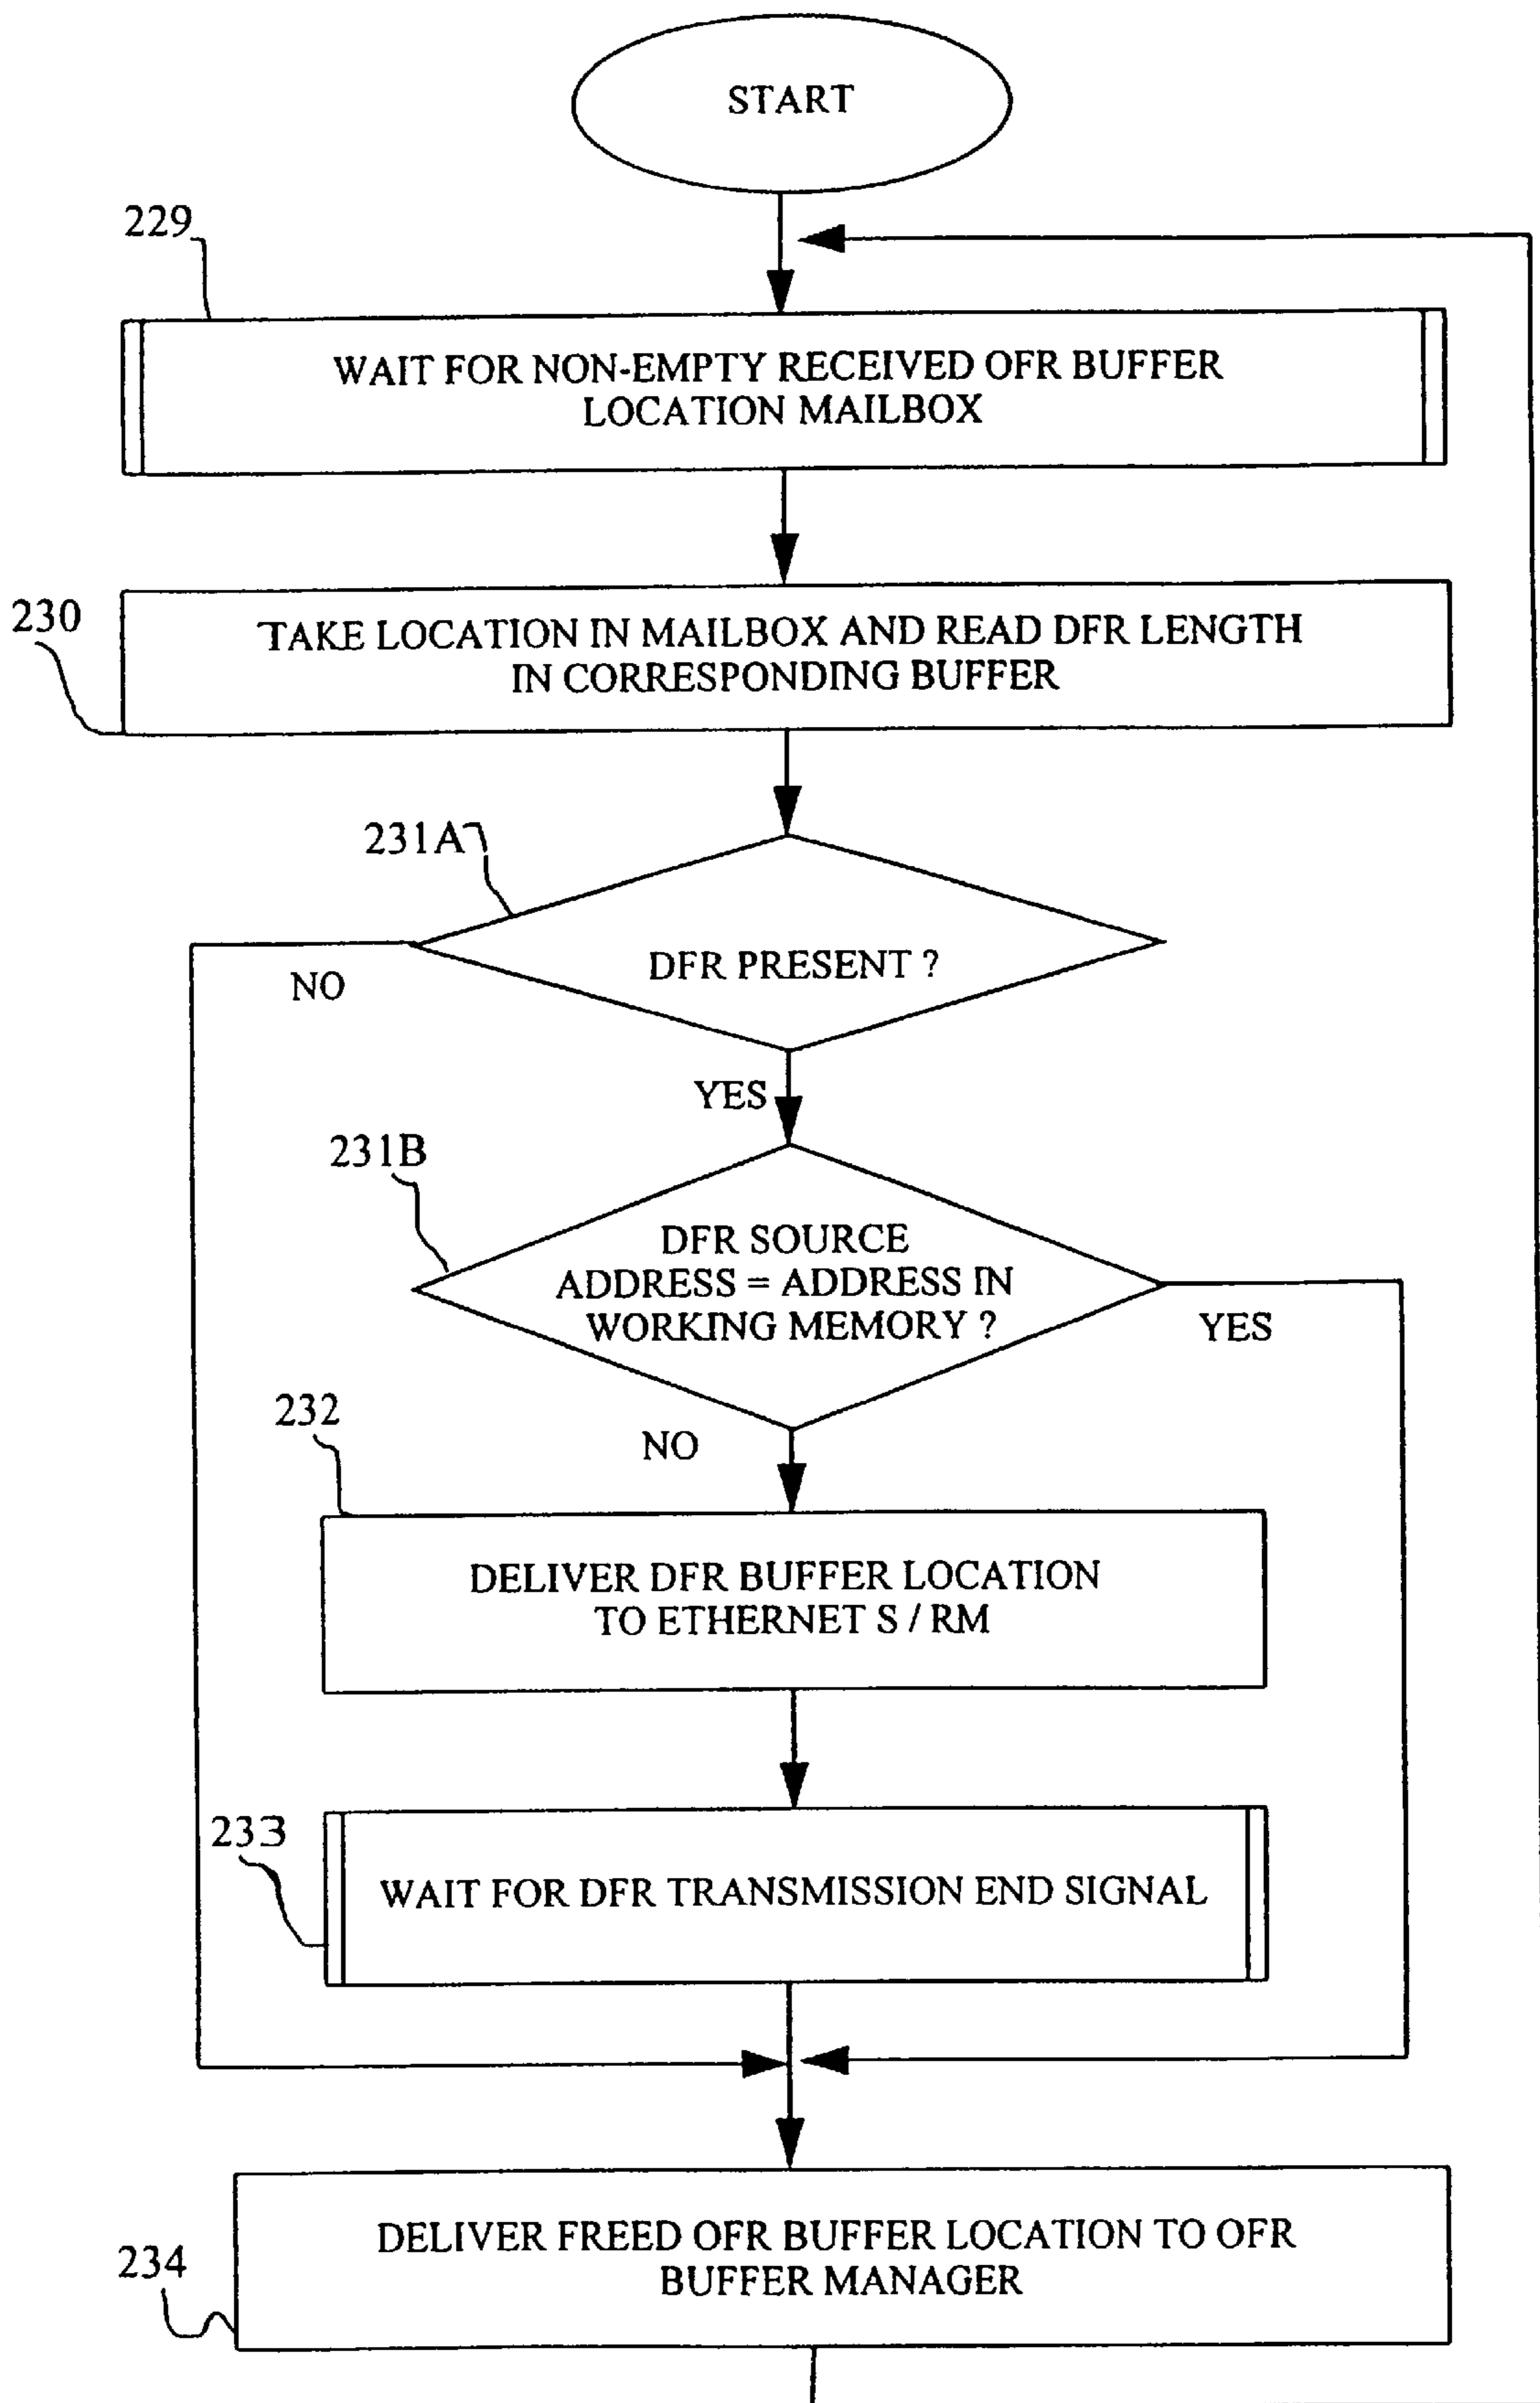 START
229
WAIT FOR NON-EMPTY RECEIVED OFR BUFFER
LOCATION MAILBOX
230
TAKE LOCATION IN MAILBOX AND READ DFR LENGTH
IN CORRESPONDING BUFFER
231A
DFR PRESENT ?
NO
YES
231B
DFR SOURCE
ADDRESS = ADDRESS IN
WORKING MEMORY ?
YES
NO
232
DELIVER DFR BUFFER LOCATION
TO ETHERNET S / RM
233
WAIT FOR DFR TRANSMISSION END SIGNAL
234
DELIVER FREED OFR BUFFER LOCATION TO OFR
BUFFER MANAGER